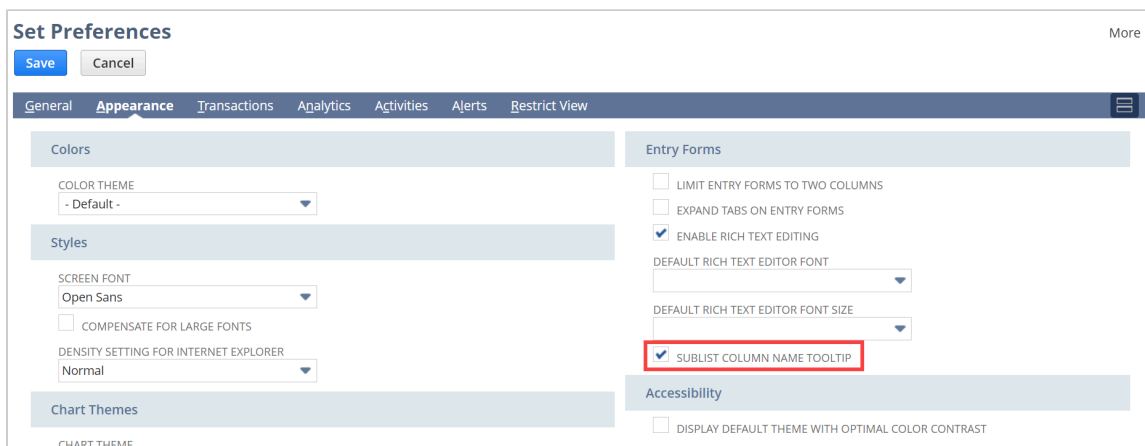 Set Preferences
More
Save
Cancel
General Appearance Transactions Analytics Activities Alerts Restrict View
Colors
COLOR THEME
- Default -
Styles
SCREEN FONT
Open Sans
COMPENSATE FOR LARGE FONTS
DENSITY SETTING FOR INTERNET EXPLORER
Normal
Chart Themes
CHART THEME
Entry Forms
LIMIT ENTRY FORMS TO TWO COLUMNS
EXPAND TABS ON ENTRY FORMS
ENABLE RICH TEXT EDITING
DEFAULT RICH TEXT EDITOR FONT
DEFAULT RICH TEXT EDITOR FONT SIZE
SUBLIST COLUMN NAME TOOLTIP
Accessibility
DISPLAY DEFAULT THEME WITH OPTIMAL COLOR CONTRAST